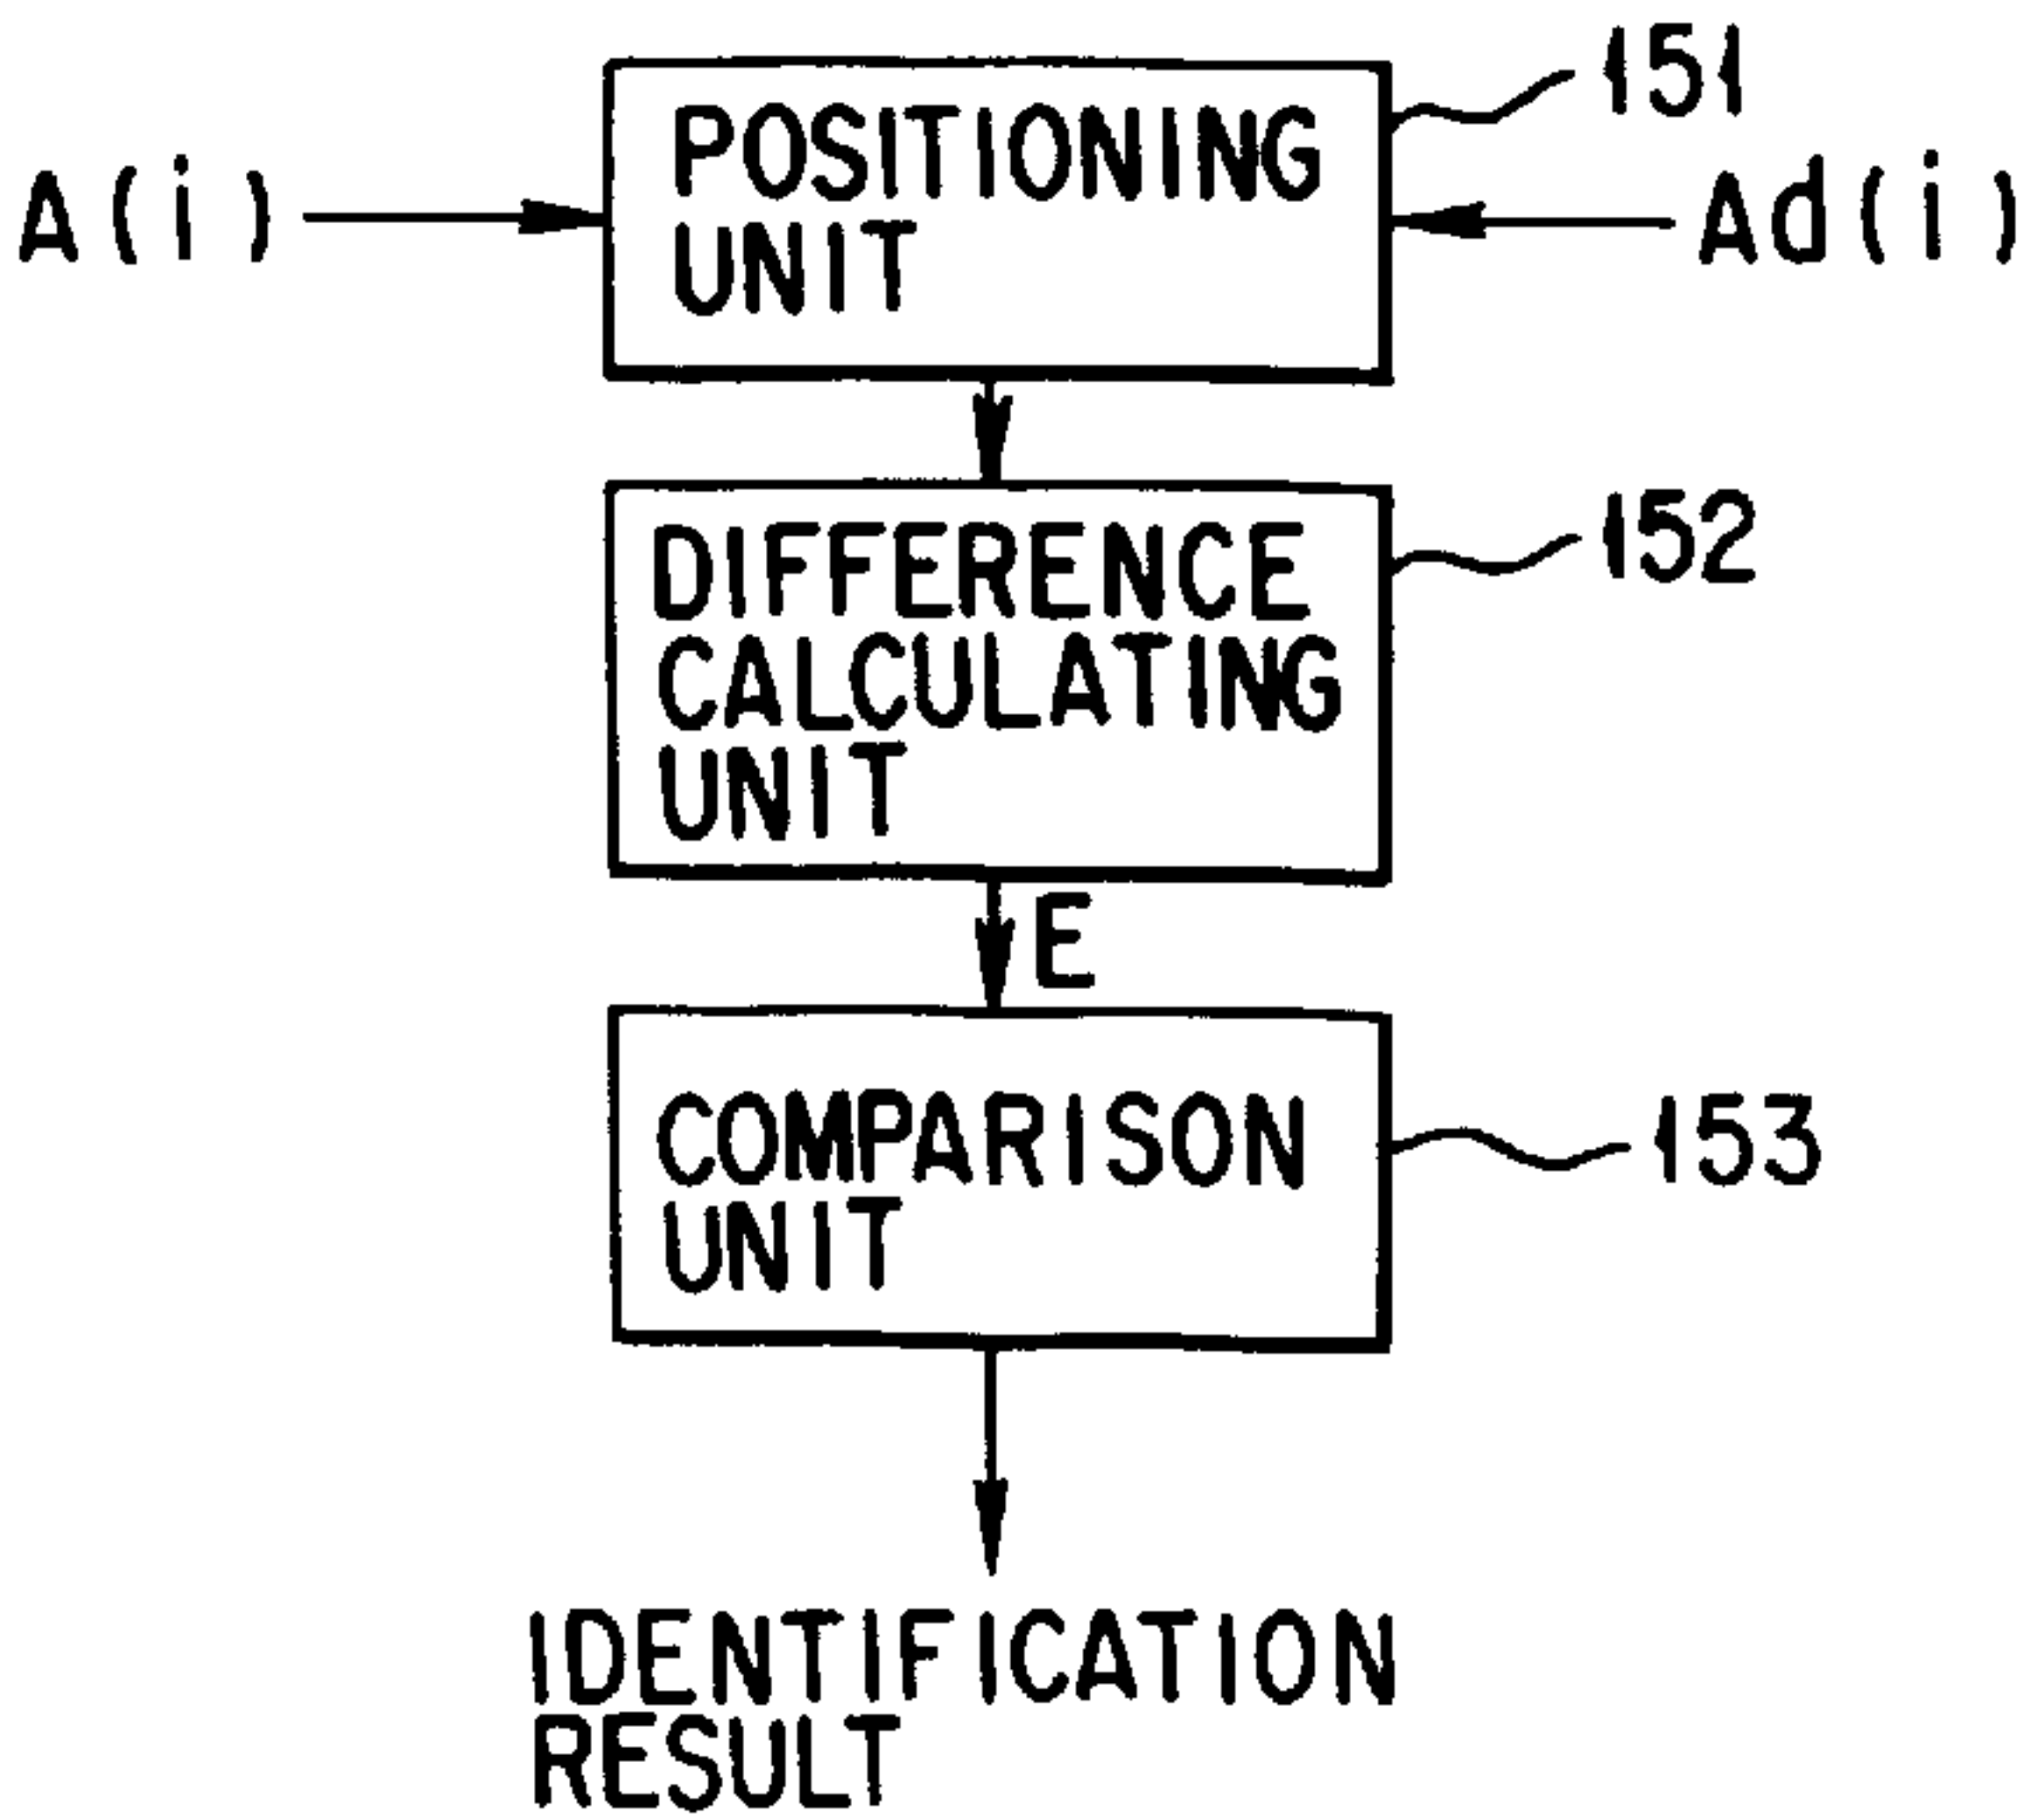 151
A(i)
POSITIONING
UNIT
Ad(i)
DIFFERENCE
CALCULATING
UNIT
152
E
COMPARISON
UNIT
153
IDENTIFICATION
RESULT